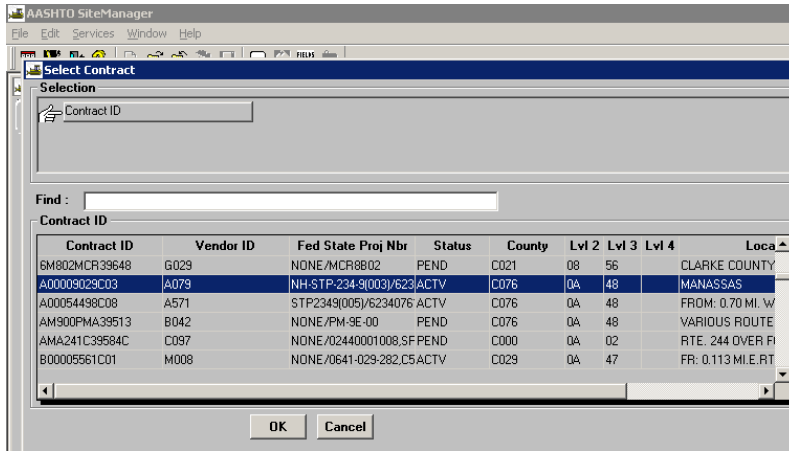 AASHTO SiteManager
File Edit Services Window Help
FIELDS
Select Contract
Selection
Contract ID
Find :
Contract ID
Contract ID Vendor ID Fed State Proj Nbr Status County Lvl 2 Lvl 3 Lvl 4 Loca
6M802MCR39648 G029 NONE/MCR8B02 PEND C021 08 56 CLARKE COUNTY
A00009029C03 A079 NH-STP-234-9(003)/623 ACTV C076 0A 48 MANASSAS
A00054498C08 A571 STP2349(005)/6234076 ACTV C076 0A 48 FROM: 0.70 MI. W
AM900PMA39513 B042 NONE/PM-9E-00 PEND C076 0A 48 VARIOUS ROUTE
AMA241C39584C C097 NONE/02440001008,SF PEND C000 0A 02 RTE. 244 OVER
B00005561C01 M008 NONE/0641-029-282,C5 ACTV C029 0A 47 FR: 0.113 MI.E.RT
OK Cancel